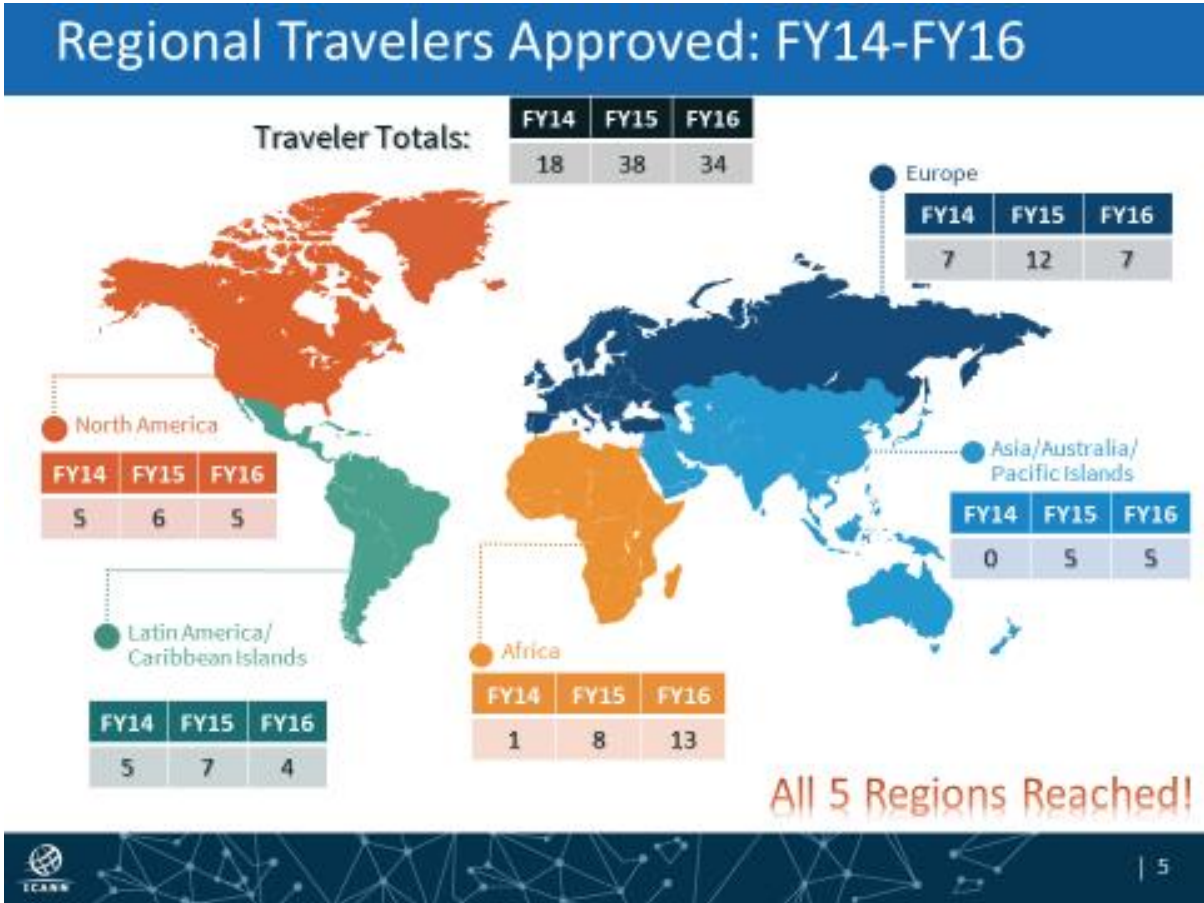 Regional Travelers Approved: FY14-FY16
Traveler Totals:
FY14 FY15 FY16
18 38 34
Europe
FY14 FY15 FY16
7 12 7
North America
FY14 FY15 FY16
5 6 5
Asia/Australia/
Pacific Islands
FY14 FY15 FY16
0 5 5
Latin America/
Caribbean Islands
FY14 FY15 FY16
5 7 4
Africa
FY14 FY15 FY16
1 8 13
All 5 Regions Reached!
ICANN
| 5